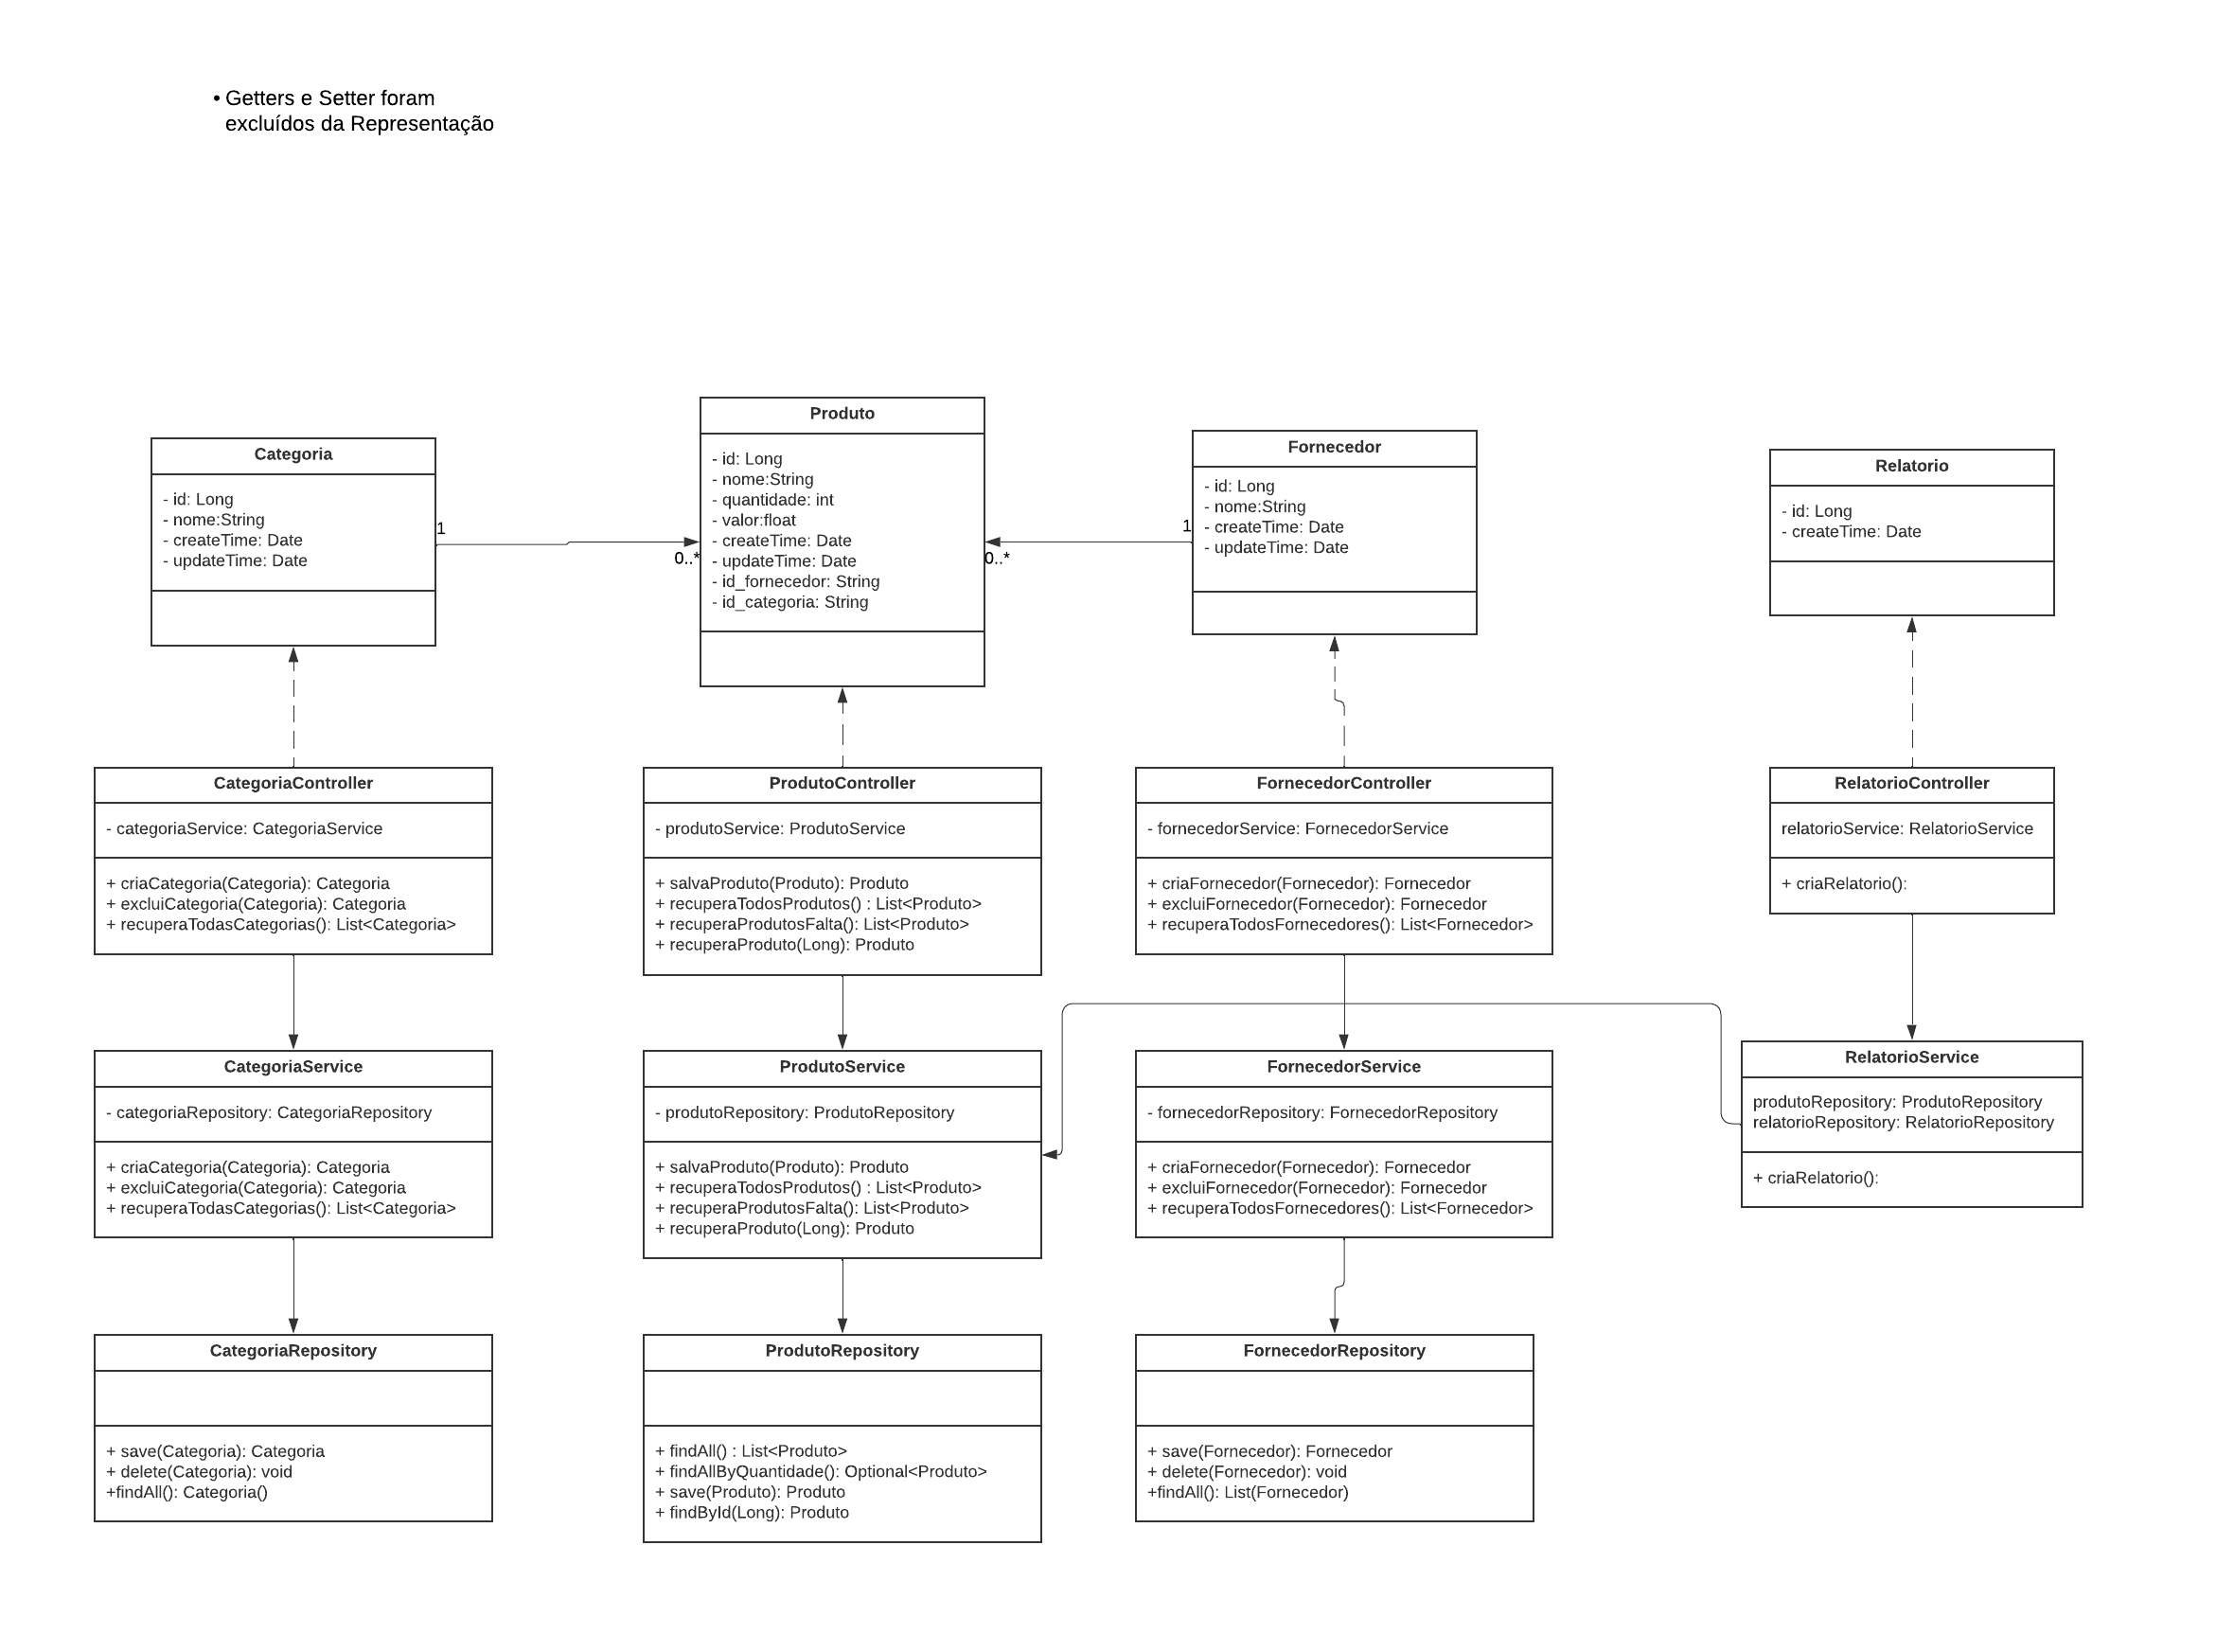 • Getters e Setter foram
excluídos da Representação
Categoria
- id: Long
- nome:String
- createTime: Date
- updateTime: Date
1
0..*
Produto
- id: Long
- nome:String
- quantidade: int
- valor:float
- createTime: Date
- updateTime: Date
- id_fornecedor: String
- id_categoria: String
0..*
1
Fornecedor
- id: Long
- nome:String
- createTime: Date
- updateTime: Date
Relatorio
- id: Long
- createTime: Date
CategoriaController
- categoriaService: CategoriaService
+ criaCategoria(Categoria): Categoria
+ excluiCategoria(Categoria): Categoria
+ recuperaTodasCategorias(): List<Categoria>
ProdutoController
- produtoService: ProdutoService
+ salvaProduto(Produto): Produto
+ recuperaTodosProdutos() : List<Produto>
+ recuperaProdutosFalta(): List<Produto>
+ recuperaProduto(Long): Produto
FornecedorController
- fornecedorService: FornecedorService
+ criaFornecedor(Fornecedor): Fornecedor
+ excluiFornecedor(Fornecedor): Fornecedor
+ recuperaTodosFornecedores(): List<Fornecedor>
RelatorioController
relatorioService: RelatorioService
+ criaRelatorio():
CategoriaService
- categoriaRepository: CategoriaRepository
+ criaCategoria(Categoria): Categoria
+ excluiCategoria(Categoria): Categoria
+ recuperaTodasCategorias(): List<Categoria>
ProdutoService
- produtoRepository: ProdutoRepository
+ salvaProduto(Produto): Produto
+ recuperaTodosProdutos() : List<Produto>
+ recuperaProdutosFalta(): List<Produto>
+ recuperaProduto(Long): Produto
FornecedorService
- fornecedorRepository: FornecedorRepository
+ criaFornecedor(Fornecedor): Fornecedor
+ excluiFornecedor(Fornecedor): Fornecedor
+ recuperaTodosFornecedores(): List<Fornecedor>
RelatorioService
produtoRepository: ProdutoRepository
relatorioRepository: RelatorioRepository
+ criaRelatorio():
CategoriaRepository
+ save(Categoria): Categoria
+ delete(Categoria): void
+findAll(): Categoria()
ProdutoRepository
+ findAll() : List<Produto>
+ findAllByQuantidade(): Optional<Produto>
+ save(Produto): Produto
+ findById(Long): Produto
FornecedorRepository
+ save(Fornecedor): Fornecedor
+ delete(Fornecedor): void
+findAll(): List(Fornecedor)